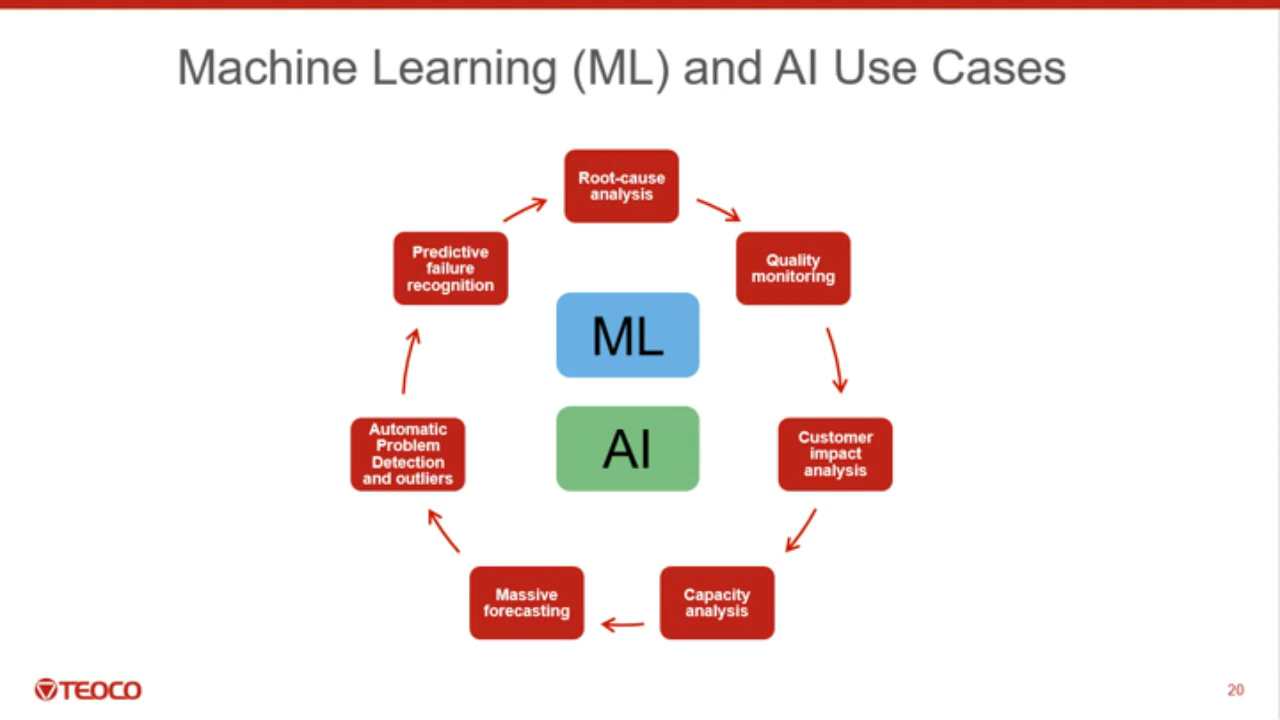 Machine Learning (ML) and AI Use Cases
Root-cause
analysis
Quality
monitoring
Customer
impact
analysis
Capacity
analysis
Massive
forecasting
Automatic
Problem
Detection
and outliers
Predictive
failure
recognition
ML
AI
TEOCO
20